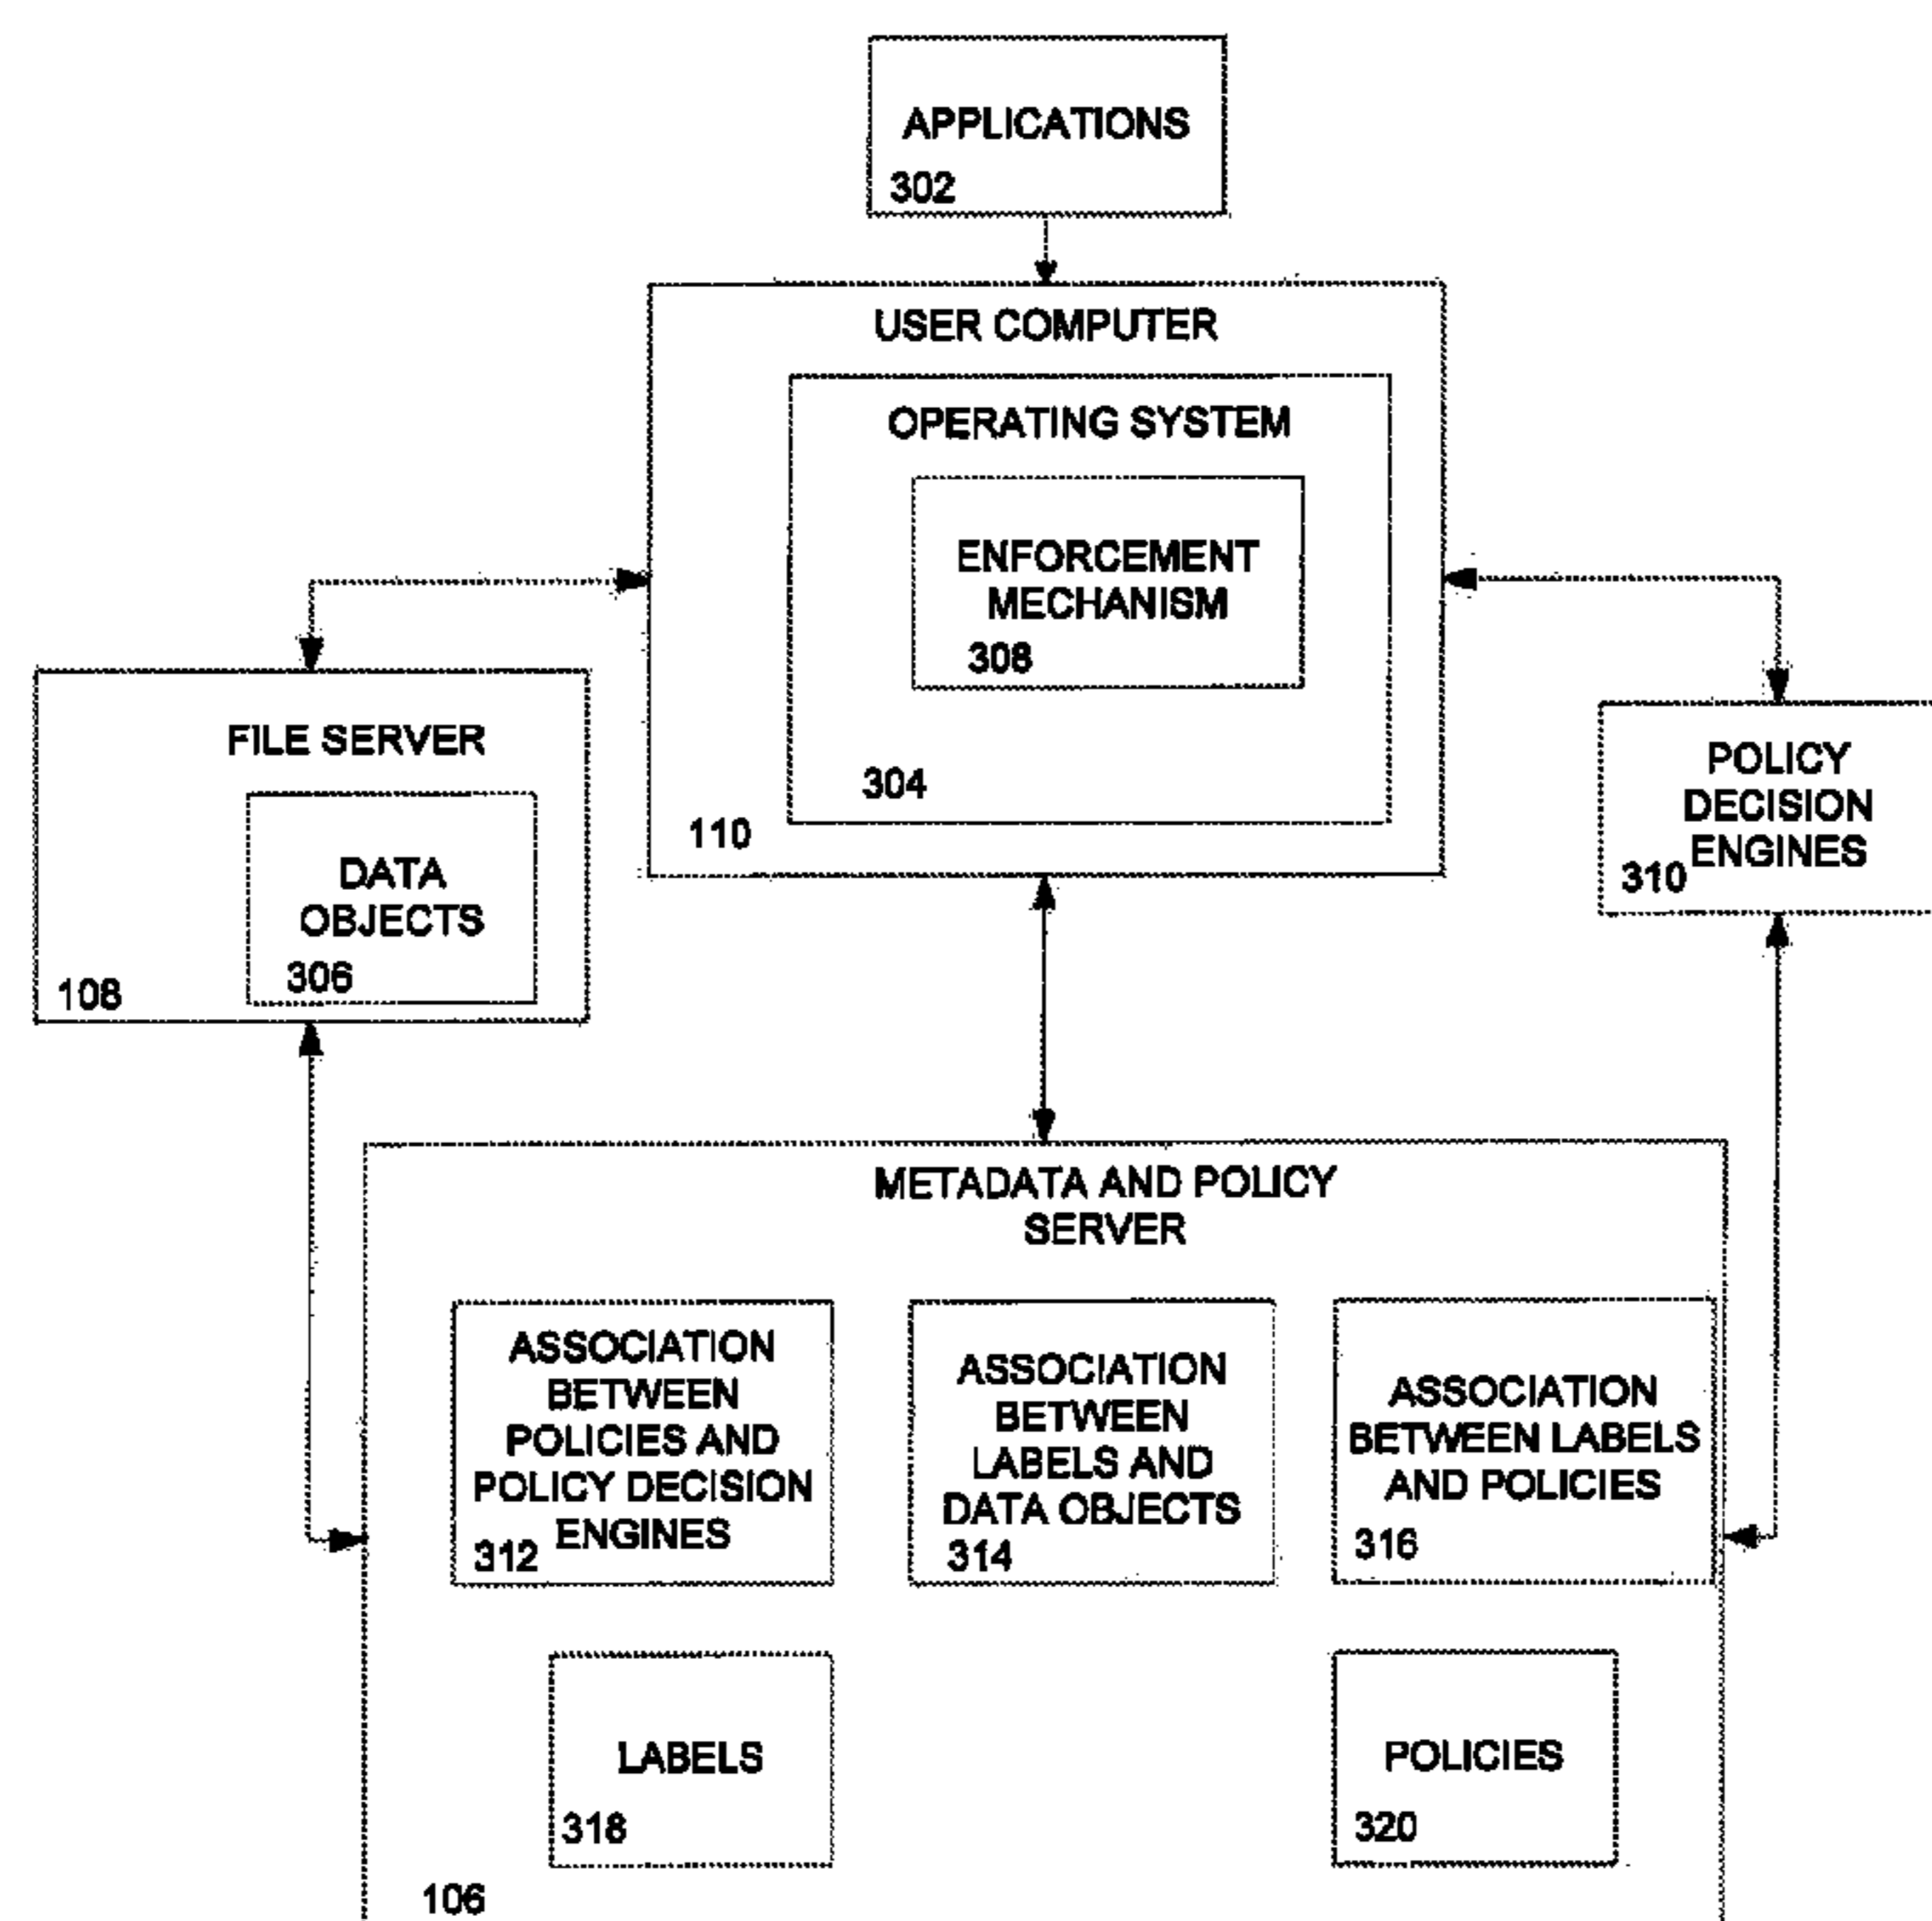 APPLICATIONS
302
USER COMPUTER
OPERATING SYSTEM
ENFORCEMENT
MECHANISM
308
304
110
FILE SERVER
DATA
OBJECTS
306
108
POLICY
DECISION
ENGINES
310
METADATA AND POLICY
SERVER
ASSOCIATION
BETWEEN
POLICIES AND
POLICY DECISION
ENGINES
312
ASSOCIATION
BETWEEN
LABELS AND
DATA OBJECTS
314
ASSOCIATION
BETWEEN LABELS
AND POLICIES
316
LABELS
318
POLICIES
320
106